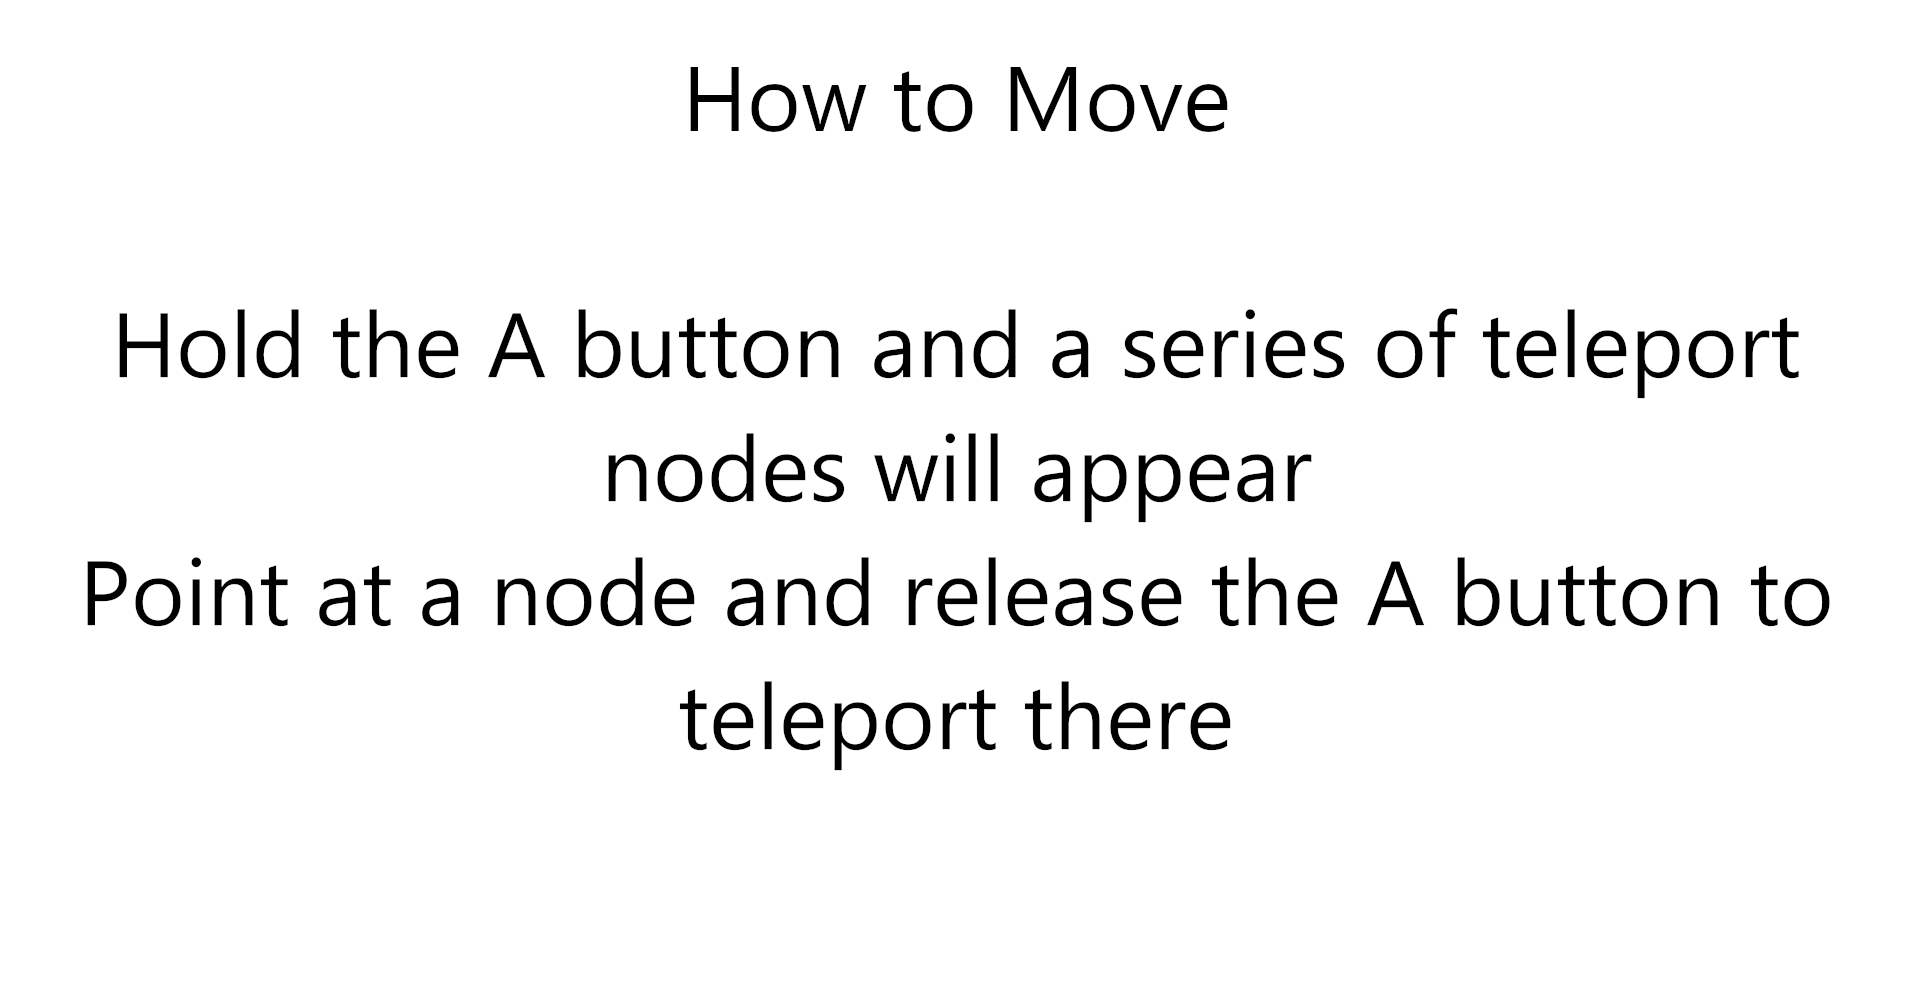 How to Move
Hold the A button and a series of teleport
nodes will appear
Point at a node and release the A button to
teleport there